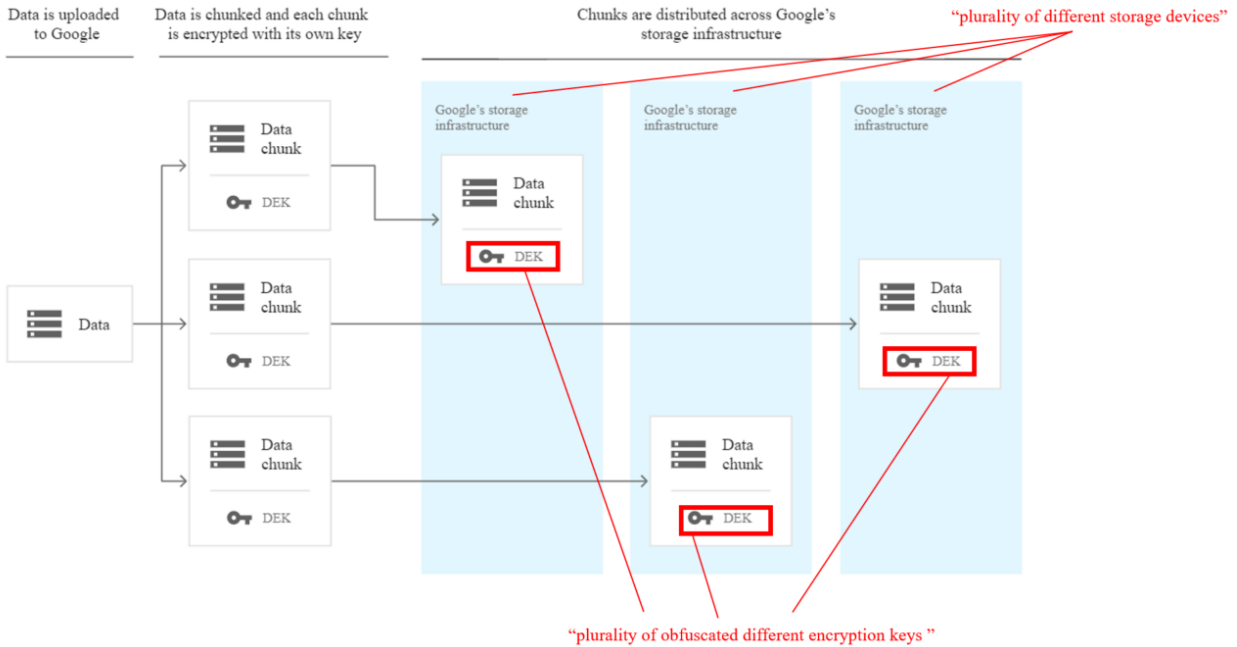 Data is uploaded
to Google
Data is chunked and each chunk
is encrypted with its own key
Chunks are distributed across Google’s
storage infrastructure
“plurality of different storage devices”
Google’s storage
infrastructure
Google’s storage
infrastructure
Google’s storage
infrastructure
Data
chunk
DEK
Data
chunk
DEK
Data
Data
chunk
DEK
Data
chunk
DEK
Data
chunk
DEK
Data
chunk
DEK
“plurality of obfuscated different encryption keys ”